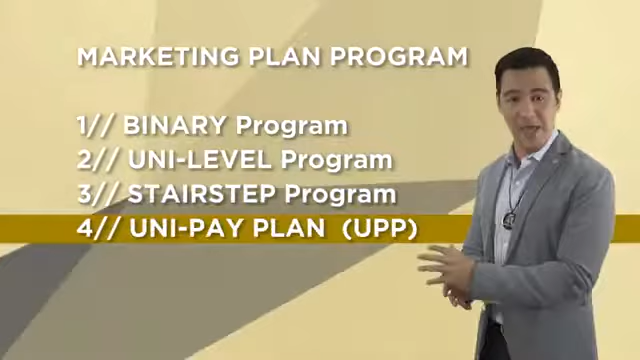 MARKETING PLAN PROGRAM
1// BINARY Program
2// UNI-LEVEL Program
3// STAIRSTEP Program
4// UNI-PAY PLAN (UPP)